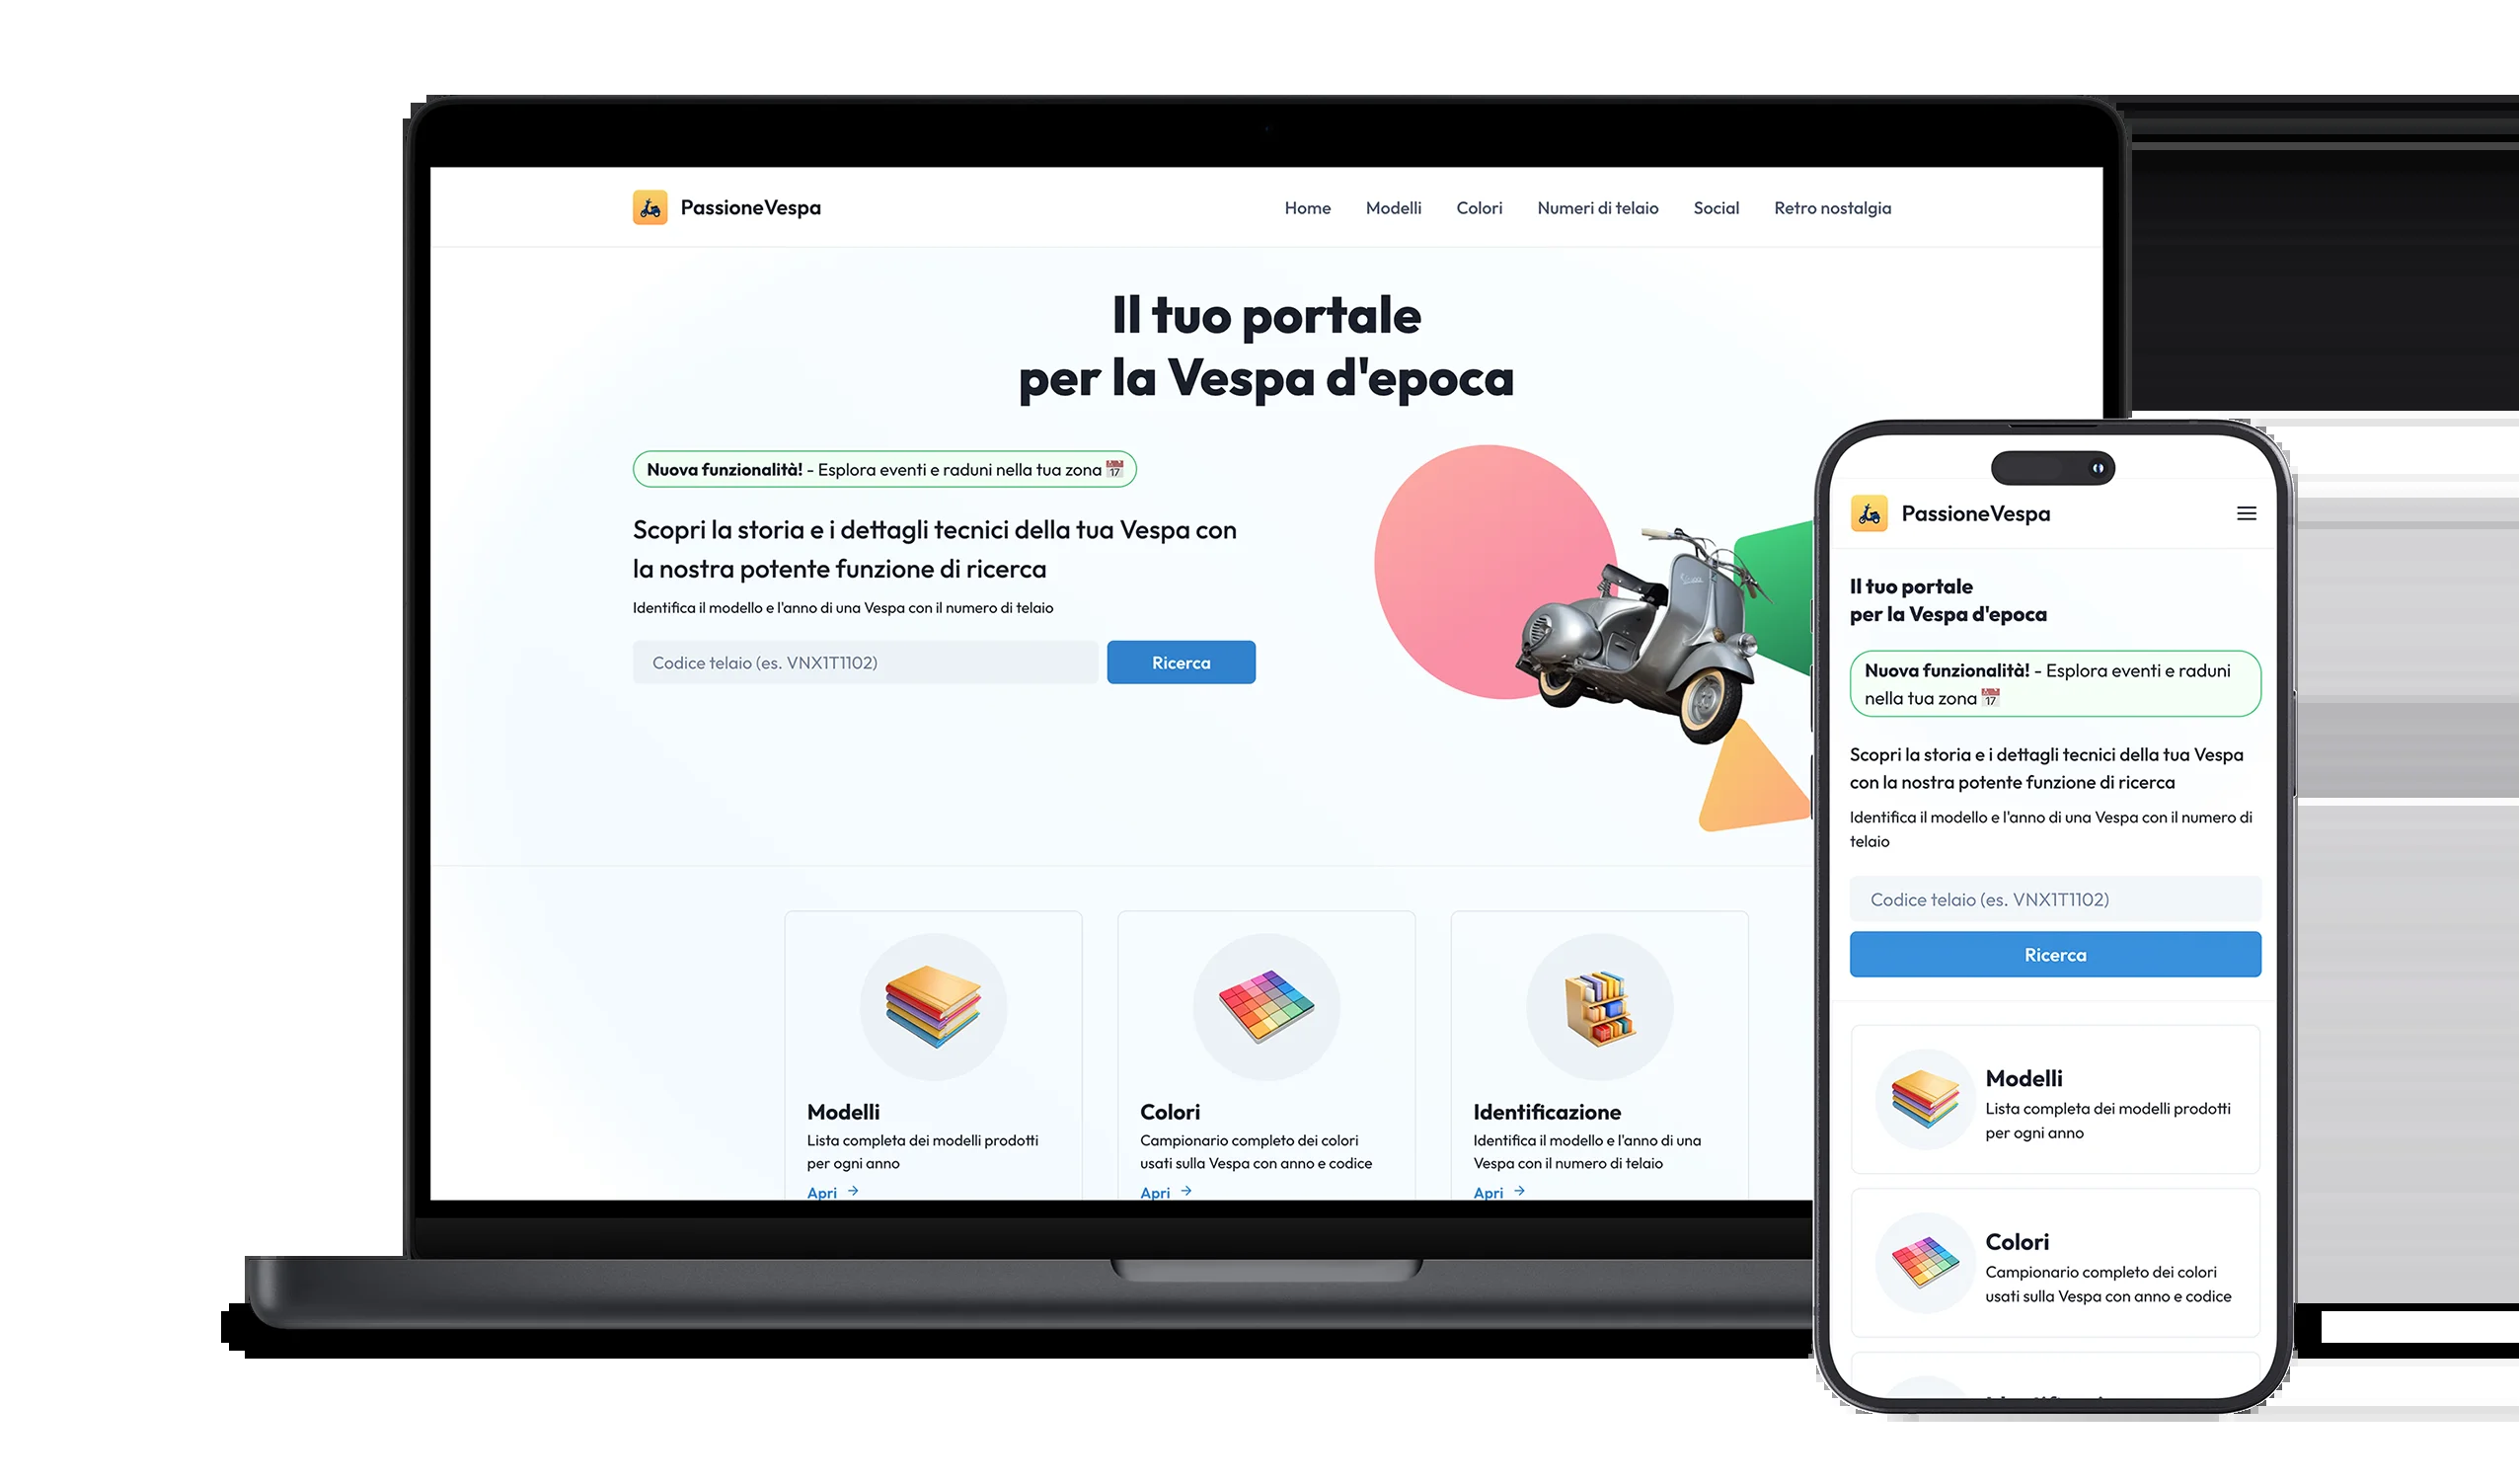 PassioneVespa
Home Modelli Colori Numeri di telaio Social Retro nostalgia
Il tuo portale
per la Vespa d'epoca
Nuova funzionalità! - Esplora eventi e raduni nella tua zona 📅
Scopri la storia e i dettagli tecnici della tua Vespa con
la nostra potente funzione di ricerca
Identifica il modello e l'anno di una Vespa con il numero di telaio
Codice telaio (es. VNX1T1102)
Ricerca
Modelli
Lista completa dei modelli prodotti
per ogni anno
Apri →
Colori
Campionario completo dei colori
usati sulla Vespa con anno e codice
Apri →
Identificazione
Identifica il modello e l'anno di una
Vespa con il numero di telaio
Apri →
PassioneVespa
Il tuo portale
per la Vespa d'epoca
Nuova funzionalità! - Esplora eventi e raduni
nella tua zona 📅
Scopri la storia e i dettagli tecnici della tua Vespa
con la nostra potente funzione di ricerca
Identifica il modello e l'anno di una Vespa con il numero di
telaio
Codice telaio (es. VNX1T1102)
Ricerca
Modelli
Lista completa dei modelli prodotti
per ogni anno
Colori
Campionario completo dei colori
usati sulla Vespa con anno e codice